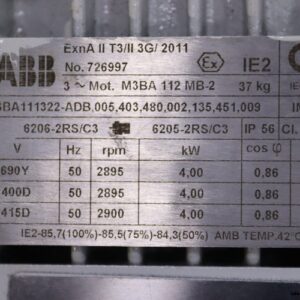 ABB ExnA II T3/II 3G/ 2011
No. 726997 Ex IE2
3 ~ Mot. M3BA 112 MB-2 37 kg
3BA111322-ADB,005,403,480,002,135,451,009
6206-2RS/C3 6205-2RS/C3 IP 56
V Hz rpm kW cos φ
690Y 50 2895 4,00 0,86
400D 50 2895 4,00 0,86
415D 50 2900 4,00 0,86
IE2-85,7(100%)-85,5(75%)-84,3(50%) AMB TEMP.42°C